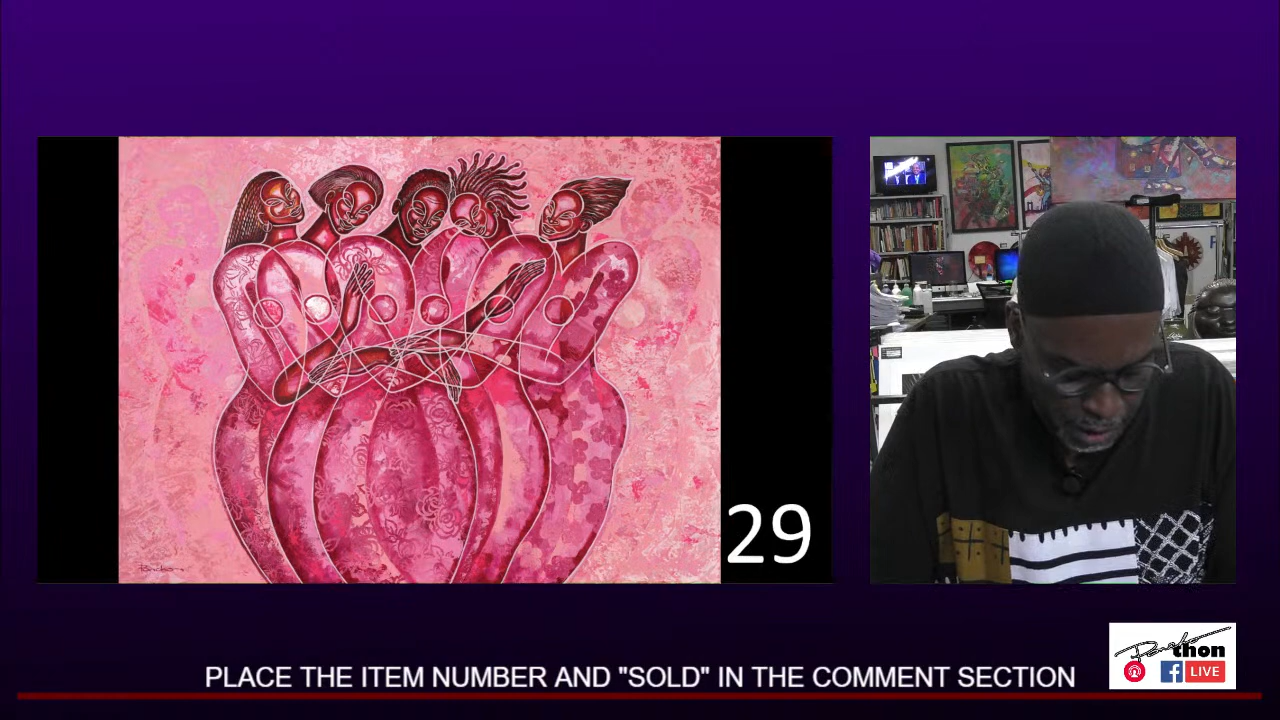 29
PLACE THE ITEM NUMBER AND "SOLD" IN THE COMMENT SECTION
thon
f LIVE